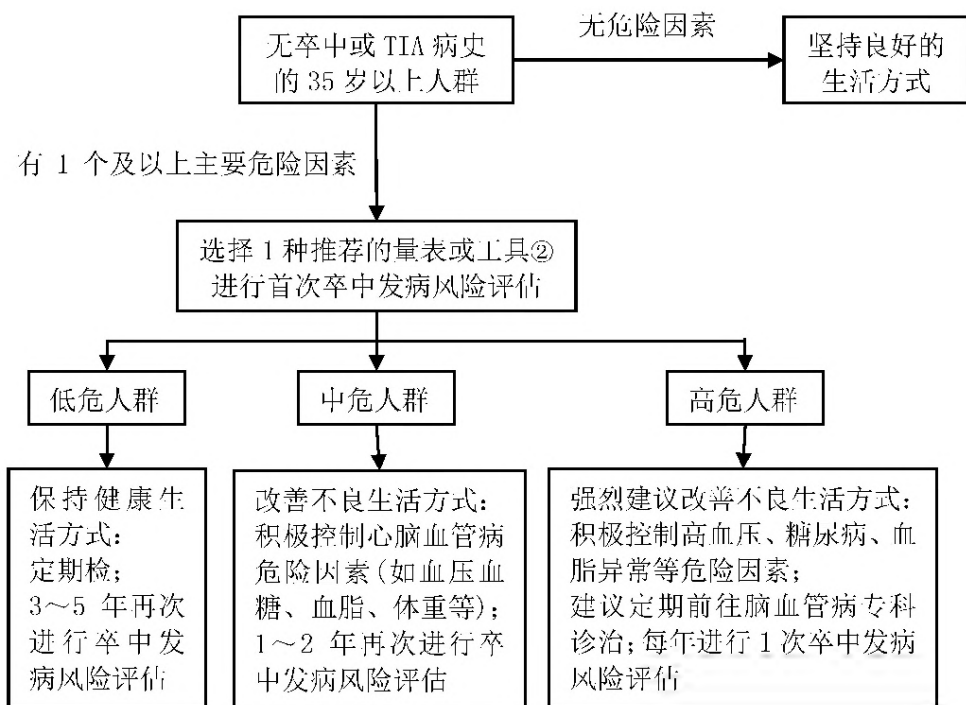 无卒中或 TIA 病史
的 35 岁以上人群
无危险因素
坚持良好的
生活方式
有 1 个及以上主要危险因素
选择 1 种推荐的量表或工具②
进行首次卒中发病风险评估
低危人群
中危人群
高危人群
保持健康生
活方式：
定期检；
3～5 年再次
进行卒中发
病风险评估
改善不良生活方式：
积极控制心脑血管病
危险因素（如血压血
糖、血脂、体重等）；
1～2 年再次进行卒
中发病风险评估
强烈建议改善不良生活方式；
积极控制高血压、糖尿病、血
脂异常等危险因素；
建议定期前往脑血管病专科
诊治；每年进行 1 次卒中发病
风险评估